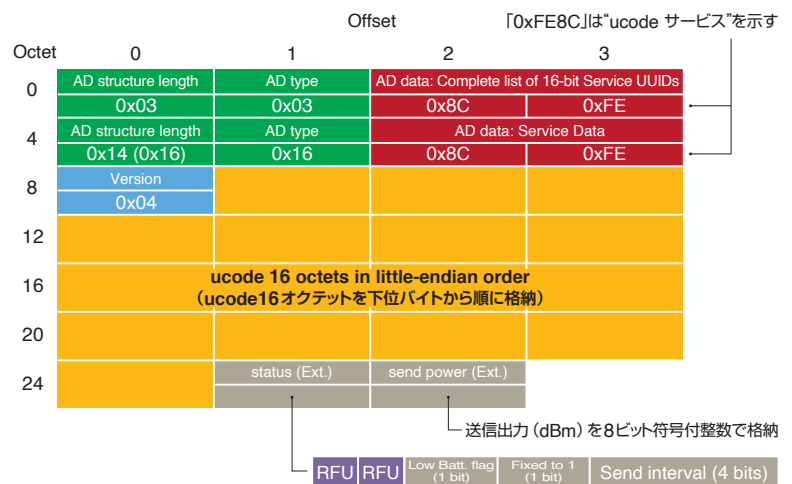 Offset
「0xFE8C」は“ucode サービス”を示す
Octet 0 1 2 3
0 AD structure length AD type AD data: Complete list of 16-bit Service UUIDs
0x03 0x03 0x8C 0xFE
4 AD structure length AD type AD data: Service Data
0x14 (0x16) 0x16 0x8C 0xFE
8 Version
0x04
12
16 ucode 16 octets in little-endian order
（ucode16オクテットを下位バイトから順に格納）
20
24 status (Ext.) send power (Ext.)
送信出力（dBm）を8ビット符号付整数で格納
RFU RFU Low Batt. flag (1 bit) Fixed to 1 (1 bit) Send interval (4 bits)